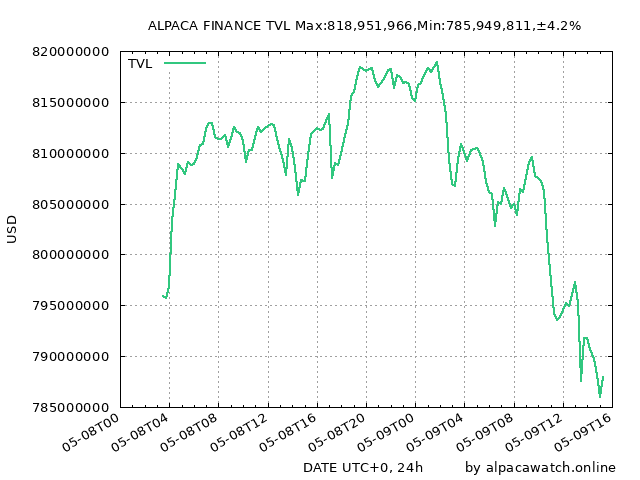 ALPACA FINANCE TVL Max:818,951,966,Min:785,949,811,±4.2%
TVL
820000000
815000000
810000000
805000000
800000000
795000000
790000000
785000000
USD
05-08T00
05-08T04
05-08T08
05-08T12
05-08T16
05-08T20
05-09T00
05-09T04
05-09T08
05-09T12
05-09T16
DATE UTC+0, 24h
by alpacawatch.online